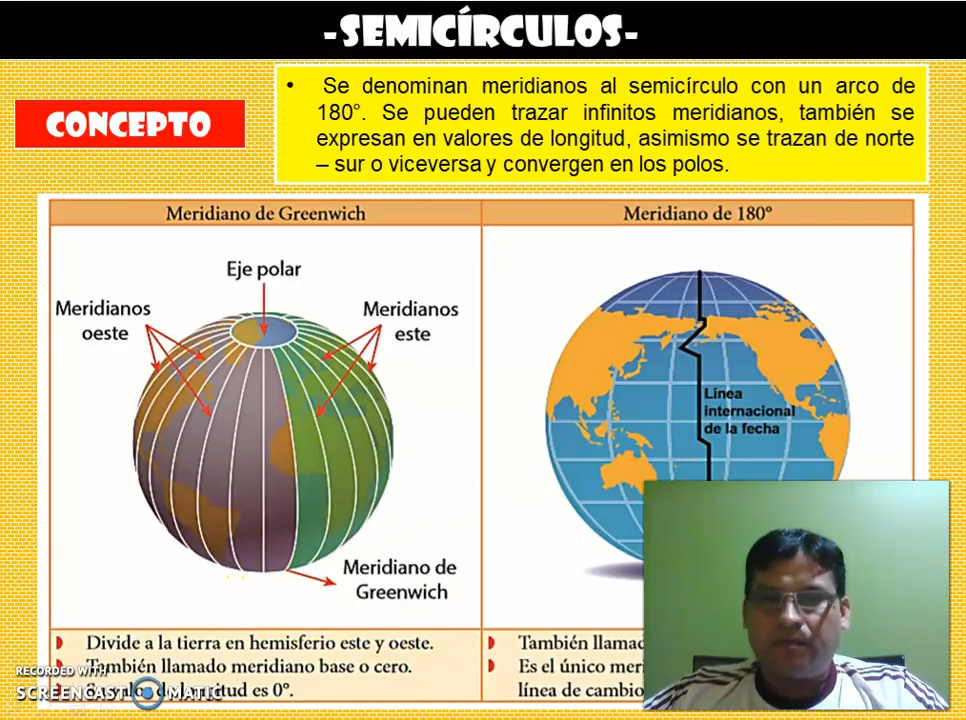 -SEMICÍRCULOS-
CONCEPTO
• Se denominan meridianos al semicírculo con un arco de
180°. Se pueden trazar infinitos meridianos, también se
expresan en valores de longitud, asimismo se trazan de norte
– sur o viceversa y convergen en los polos.
Meridiano de Greenwich
Meridiano de 180°
Eje polar
Meridianos
oeste
Meridianos
este
Meridiano de
Greenwich
Línea
internacional
de la fecha
Divide a la tierra en hemisferio este y oeste.
También llamado meridiano base o cero.
longitud es 0°.
También
Es el único
línea de cambio
RECORDED WITH
SCREENCAST MATIC